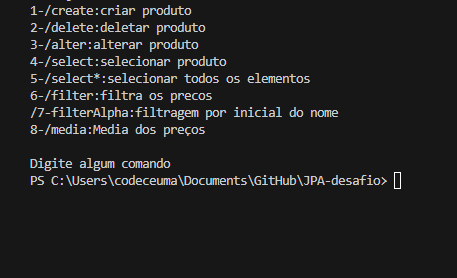 1-/create:criar produto
2-/delete:deletar produto
3-/alter:alterar produto
4-/select:selecionar produto
5-/select*:selecionar todos os elementos
6-/filter:filtra os precos
/7-filterAlpha:filtragem por inicial do nome
8-/media:Media dos preços
Digite algum comando
PS C:\Users\codeceuma\Documents\GitHub\JPA-desafio>